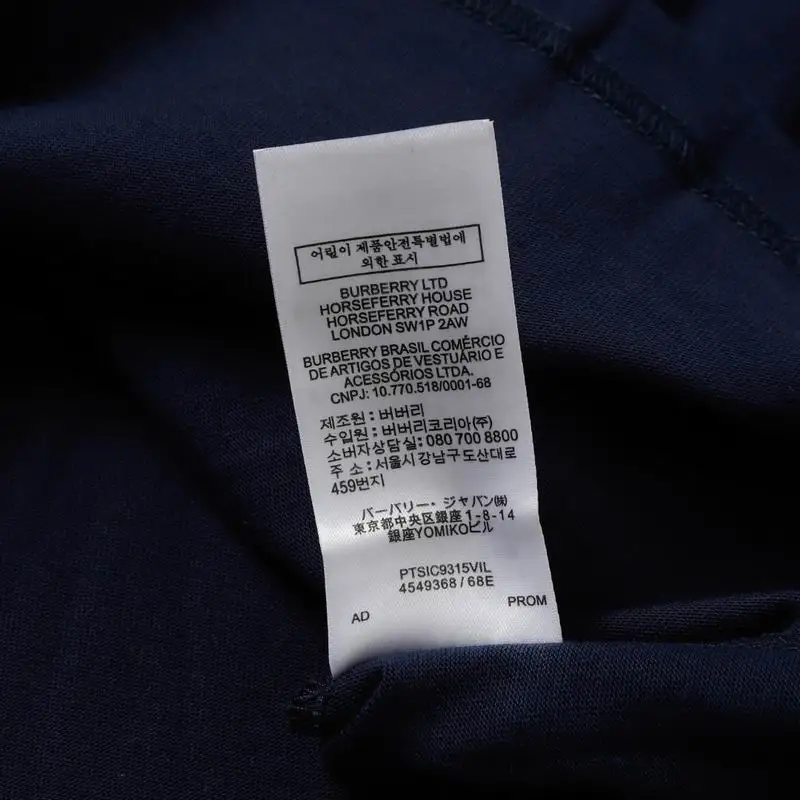 어린이 제품안전특별법에
의한 표시
BURBERRY LTD
HORSEFERRY HOUSE
HORSEFERRY ROAD
LONDON SW1P 2AW
BURBERRY BRASIL COMÉRCIO
DE ARTIGOS DE VESTUÁRIO E
ACESSÓRIOS LTDA.
CNPJ: 10.770.518/0001-68
제조원 : 버버리
수입원 : 버버리코리아(주)
소비자상담실: 080 700 8800
주 소 : 서울시 강남구 도산대로
459번지
バーバリー・ジャパン㈱
東京都中央区銀座1-8-14
銀座YOMIKOビル
PTSIC9315VIL
4549368 / 68E
AD PROM